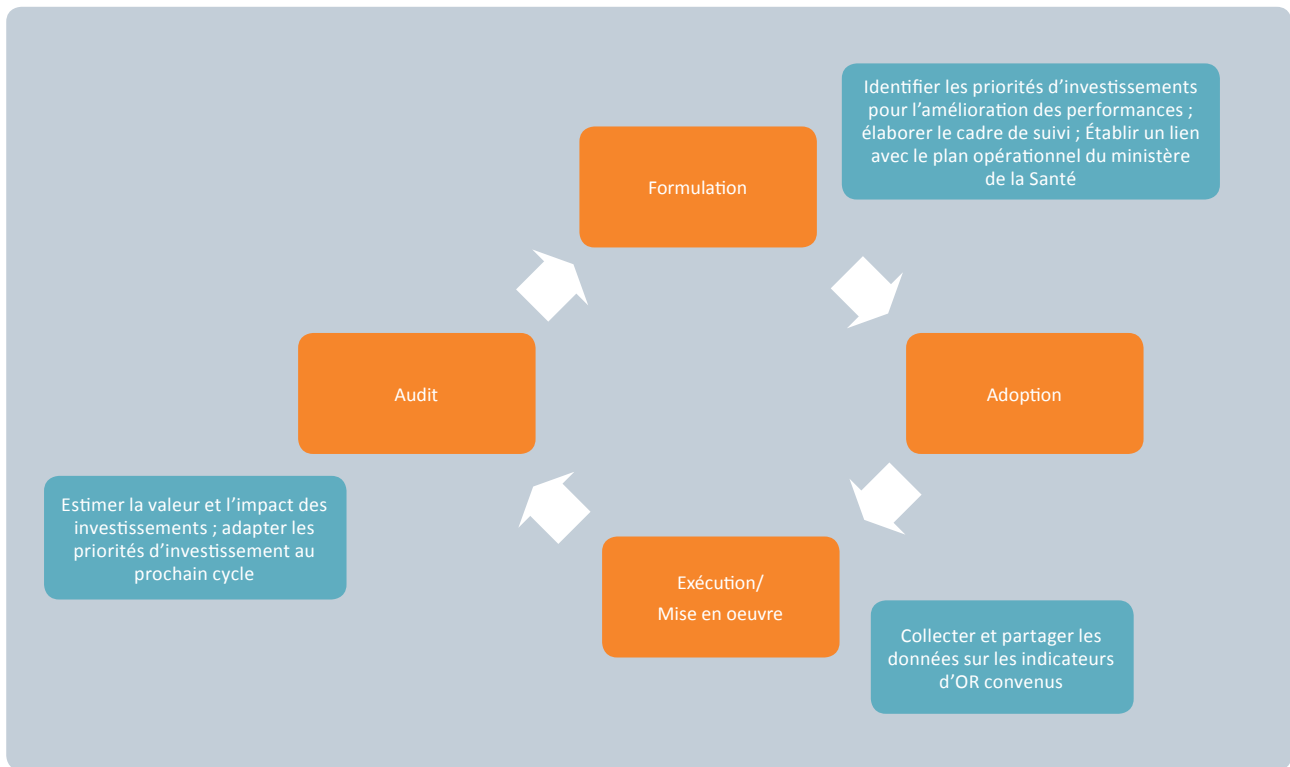 Identifier les priorités d’investissements
pour l’amélioration des performances ;
élaborer le cadre de suivi ; Établir un lien
avec le plan opérationnel du ministère
de la Santé
Formulation
Audit
Adoption
Estimer la valeur et l’impact des
investissements ; adapter les
priorités d’investissement au
prochain cycle
Exécution/
Mise en oeuvre
Collecter et partager les
données sur les indicateurs
d’OR convenus